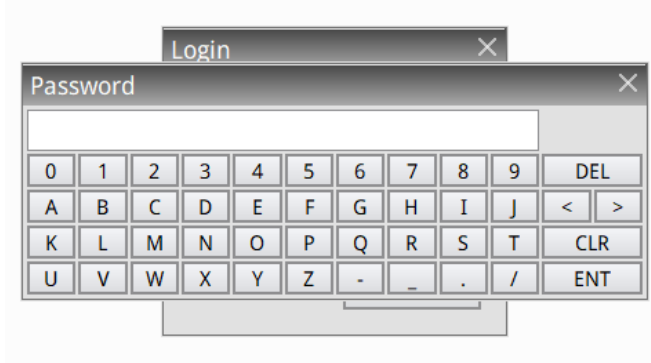 Login
Password
0 1 2 3 4 5 6 7 8 9 DEL
A B C D E F G H I J < >
K L M N O P Q R S T CLR
U V W X Y Z - _ . / ENT